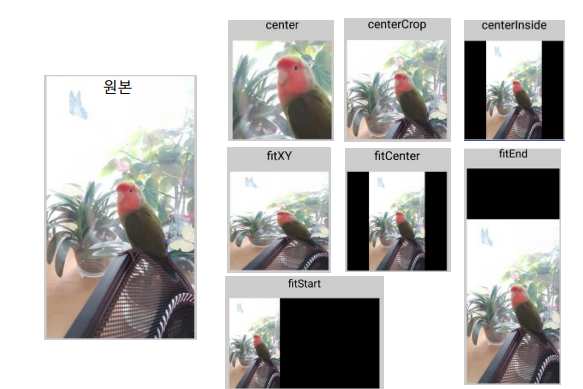 원본
center
centerCrop
centerInside
fitXY
fitCenter
fitEnd
fitStart